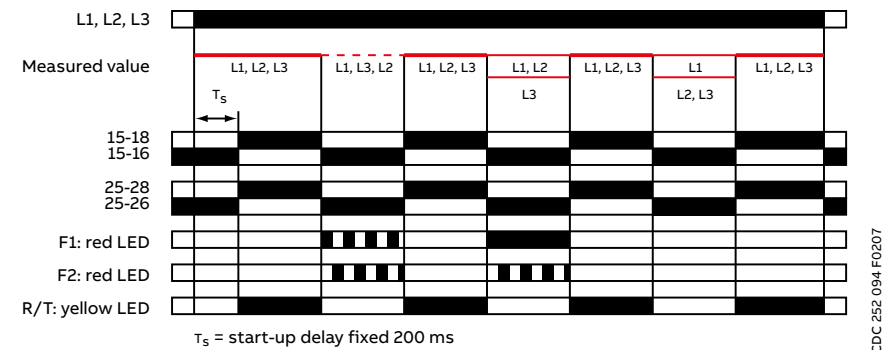 L1, L2, L3
Measured value
L1, L2, L3
L1, L3, L2
L1, L2, L3
L1, L2
L1, L2, L3
L1
L1, L2, L3
L3
L2, L3
TS
15-18
15-16
25-28
25-26
F1: red LED
F2: red LED
R/T: yellow LED
TS = start-up delay fixed 200 ms
CDC 252 094 F0207